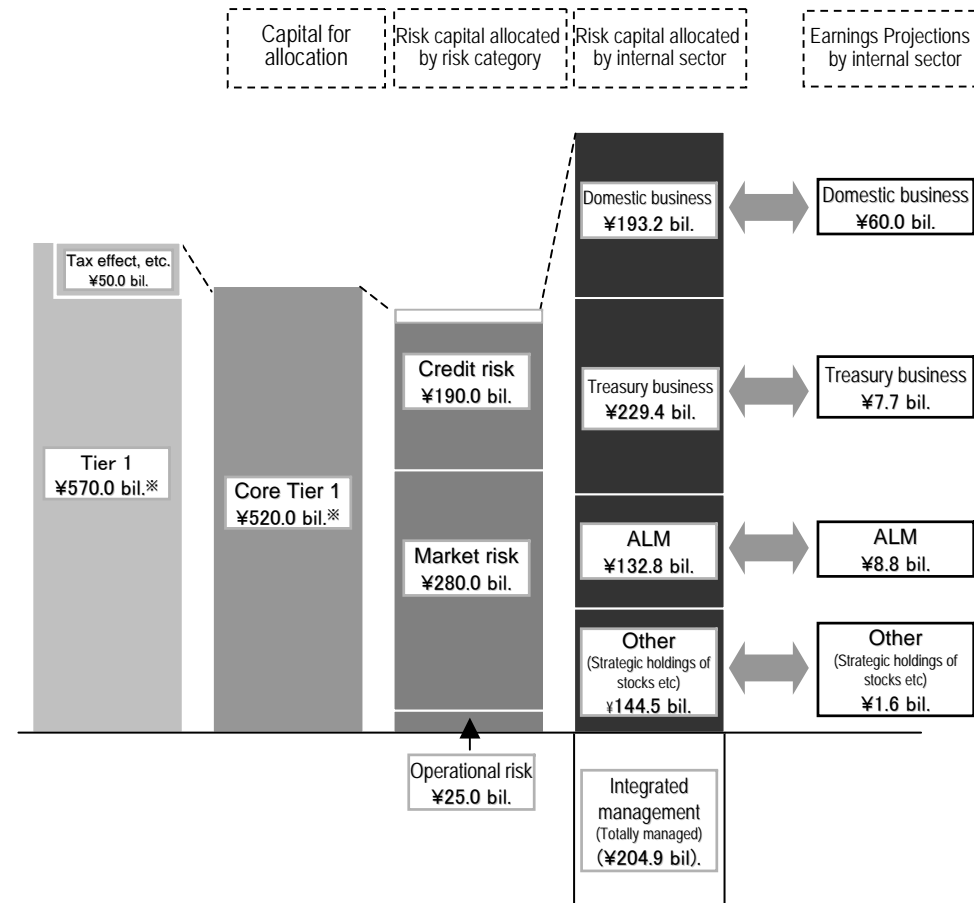 Capital for
allocation
Risk capital allocated
by risk category
Risk capital allocated
by internal sector
Earnings Projections
by internal sector
Tax effect, etc.
¥50.0 bil.
Tier 1
¥570.0 bil.※
Core Tier 1
¥520.0 bil.※
Credit risk
¥190.0 bil.
Market risk
¥280.0 bil.
Operational risk
¥25.0 bil.
Domestic business
¥193.2 bil.
Treasury business
¥229.4 bil.
ALM
¥132.8 bil.
Other
(Strategic holdings of
stocks etc)
¥144.5 bil.
Integrated
management
(Totally managed)
(¥204.9 bil).
Domestic business
¥60.0 bil.
Treasury business
¥7.7 bil.
ALM
¥8.8 bil.
Other
(Strategic holdings of
stocks etc)
¥1.6 bil.